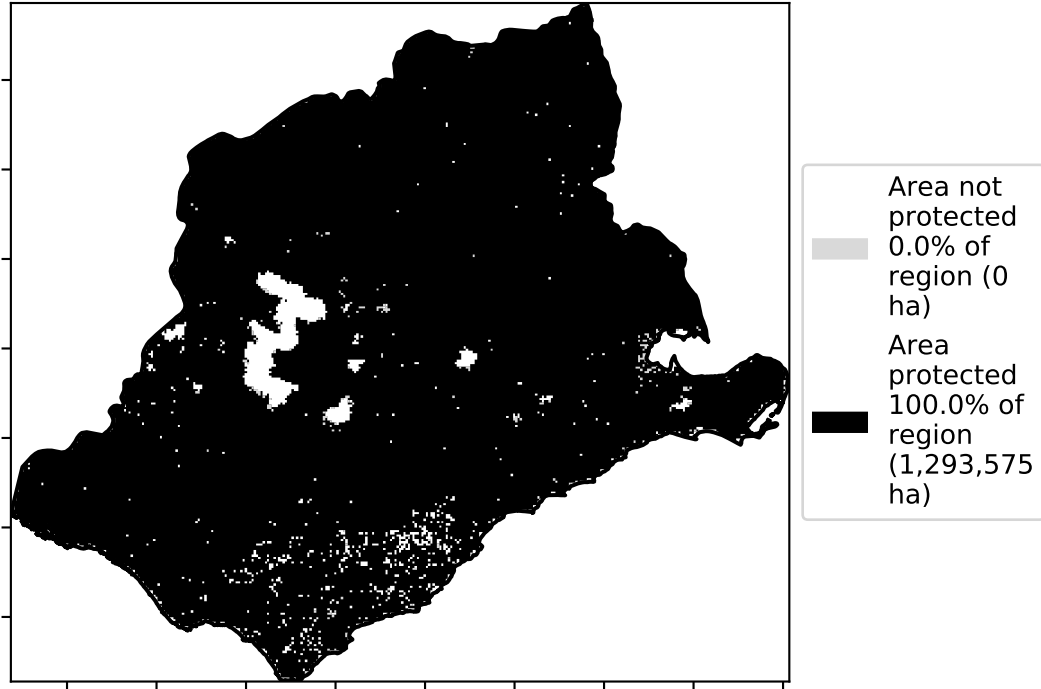 Area not
protected
0.0% of
region (0
ha)
Area
protected
100.0% of
region
(1,293,575
ha)